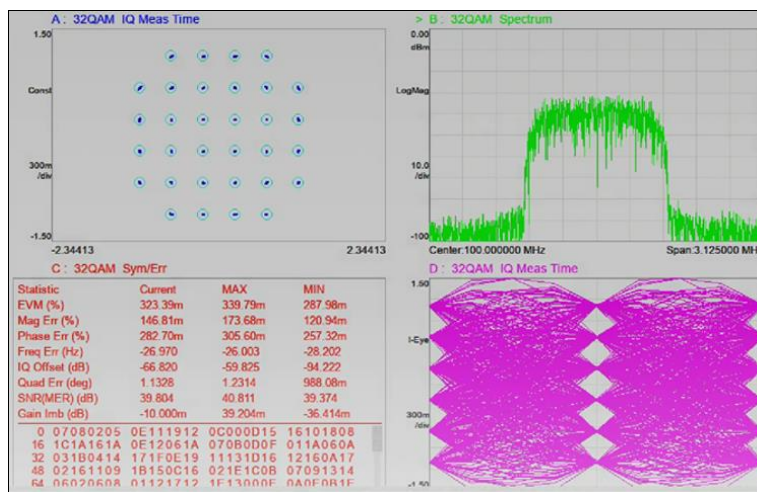 A : 32QAM IQ Meas Time
1.50
Const
300m
/div
-1.50
-2.34413 2.34413
> B : 32QAM Spectrum
0.00
dBm
LogMag
10.0
/div
-100
Center:100.000000 MHz Span:3.125000 MH
C : 32QAM Sym/Err
Statistic Current MAX MIN
EVM (%) 323.39m 339.79m 287.98m
Mag Err (%) 146.81m 173.68m 120.94m
Phase Err (%) 282.70m 305.60m 257.32m
Freq Err (Hz) -26.970 -26.003 -28.202
IQ Offset (dB) -66.820 -59.825 -94.222
Quad Err (deg) 1.1328 1.2314 988.08m
SNR(MER) (dB) 39.804 40.811 39.374
Gain Imb (dB) -10.000m 39.204m -36.414m
0 07080205 0E111912 0C000D15 16101808
16 1C1A161A 0E12061A 070B0D0F 011A060A
32 031B0414 171F0E19 11131D16 12160A17
48 02161109 1B150C16 021E1C0B 07091314
64 06020608 01121712 1E13000E 0A0E0B1E
D : 32QAM IQ Meas Time
1.50
I-Eye
300m
/div
-1.50